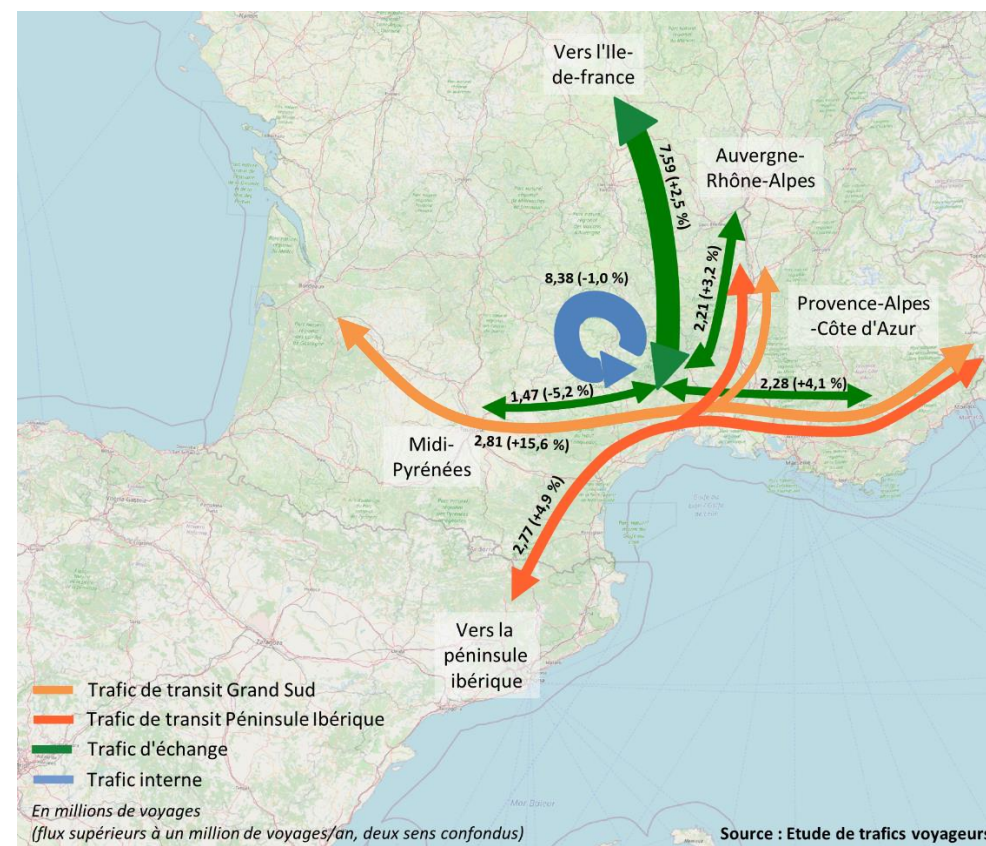 Vers l'Ile-
de-france
7,59 (+2,5 %)
Auvergne-
Rhône-Alpes
2,21 (+3,2 %)
8,38 (-1,0 %)
Provence-Alpes
-Côte d'Azur
1,47 (-5,2 %)
2,28 (+4,1 %)
Midi-
Pyrénées
2,81 (+15,6 %)
2,77 (+4,9 %)
Vers la
péninsule
ibérique
Trafic de transit Grand Sud
Trafic de transit Péninsule Ibérique
Trafic d'échange
Trafic interne
En millions de voyages
(flux supérieurs à un million de voyages/an, deux sens confondus)
Source : Etude de trafics voyageurs